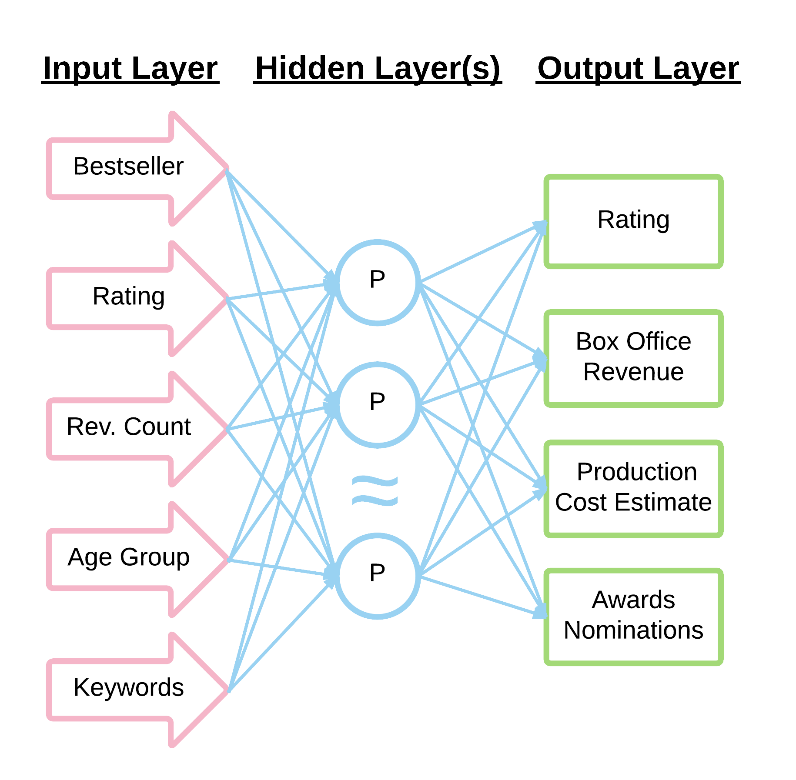 Input Layer
Hidden Layer(s)
Output Layer
Bestseller
Rating
Rev. Count
Age Group
Keywords
P
P
≈
P
Rating
Box Office
Revenue
Production
Cost Estimate
Awards
Nominations